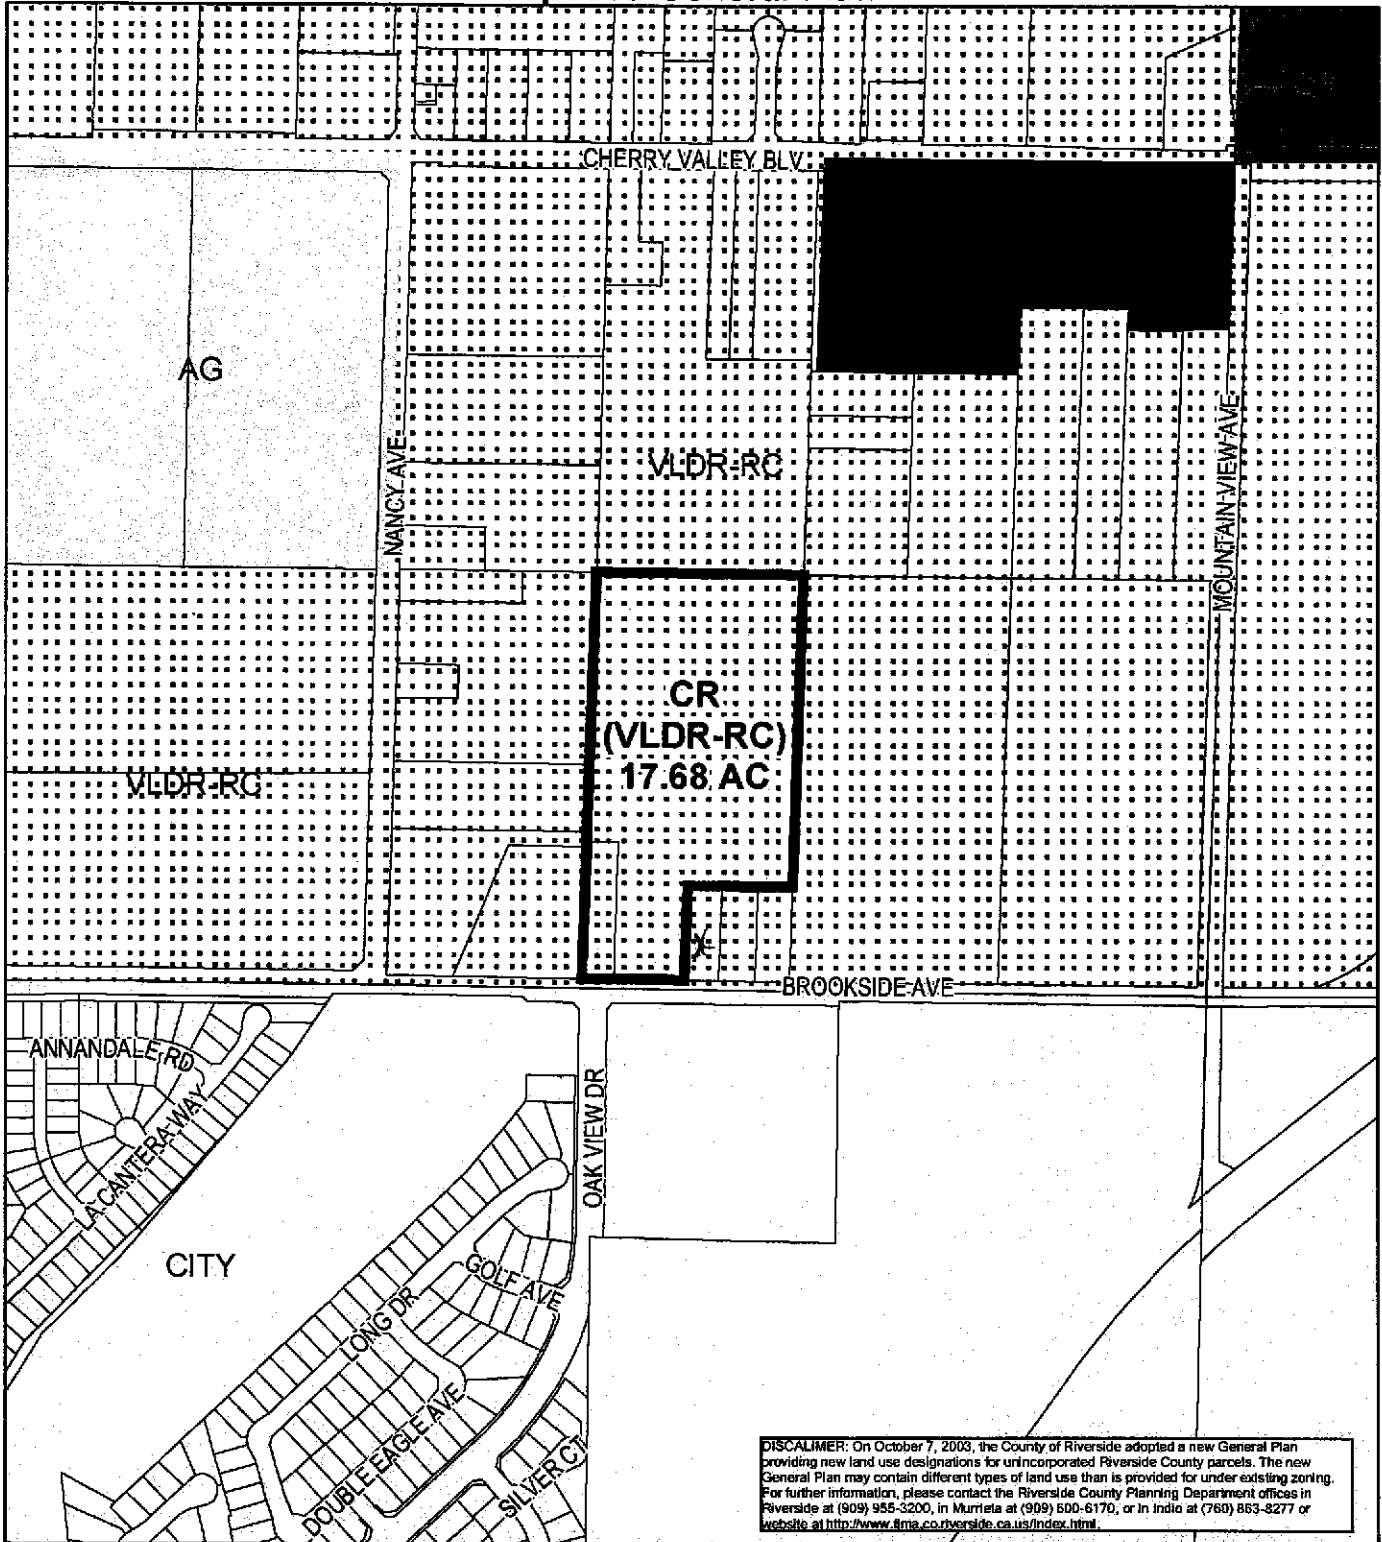 CHERRY VALLEY BLV
AG
NANCY AVE
VLDR-RC
MOUNTAIN VIEW AVE
CR
(VLDR-RC)
17.68 AC
VLDR-RC
BROOKSIDE AVE
ANNANDALE RD
LA CANTERA WAY
OAK VIEW DR
CITY
GOLF AVE
LONG DR
DOUBLE EAGLE AVE
SILVER CT
DISCALIMER: On October 7, 2003, the County of Riverside adopted a new General Plan
providing new land use designations for unincorporated Riverside County parcels. The new
General Plan may contain different types of land use than is provided for under existing zoning.
For further information, please contact the Riverside County Planning Department offices in
Riverside at (909) 955-3200, in Murrieta at (909) 600-6170, or in Indio at (760) 863-8277 or
website at http://www.tlma.co.riverside.ca.us/index.html.